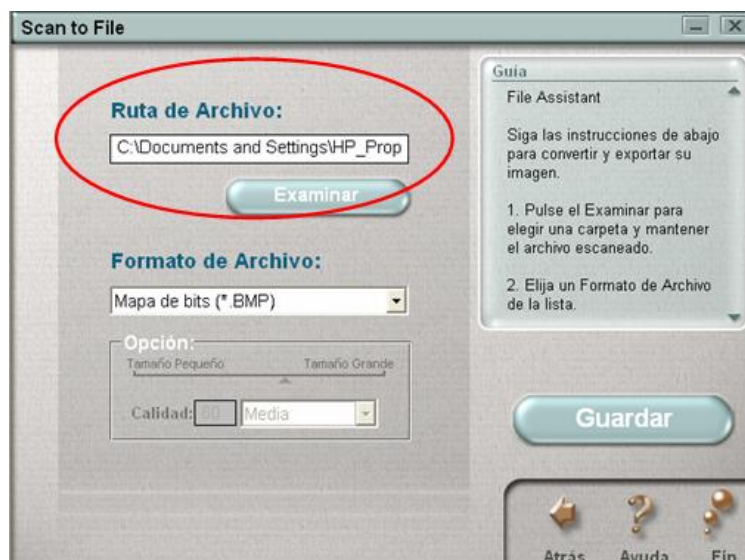 Scan to File
Ruta de Archivo:
C:\Documents and Settings\HP_Prop
Examinar
Formato de Archivo:
Mapa de bits (*.BMP)
Opción:
Tamaño Pequeño Tamaño Grande
Calidad: 80 Media
Guía
File Assistant
Siga las instrucciones de abajo
para convertir y exportar su
imagen.
1. Pulse el Examinar para
elegir una carpeta y mantener
el archivo escaneado.
2. Elija un Formato de Archivo
de la lista.
Guardar
Atrás Ayuda Fin